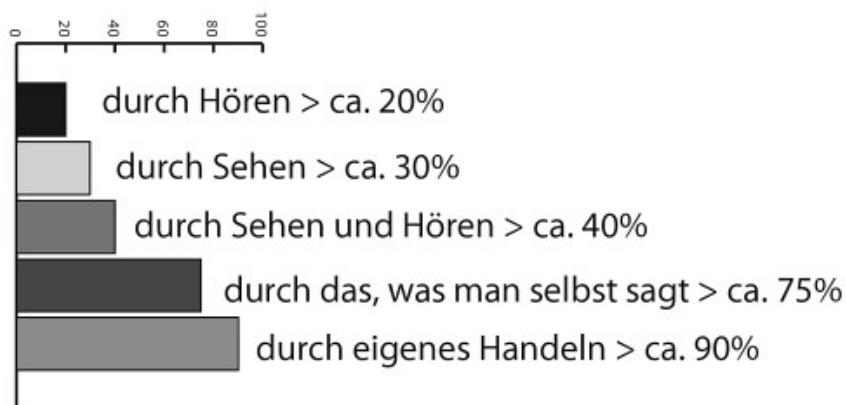 0 20 40 60 80 100
durch Hören > ca. 20%
durch Sehen > ca. 30%
durch Sehen und Hören > ca. 40%
durch das, was man selbst sagt > ca. 75%
durch eigenes Handeln > ca. 90%